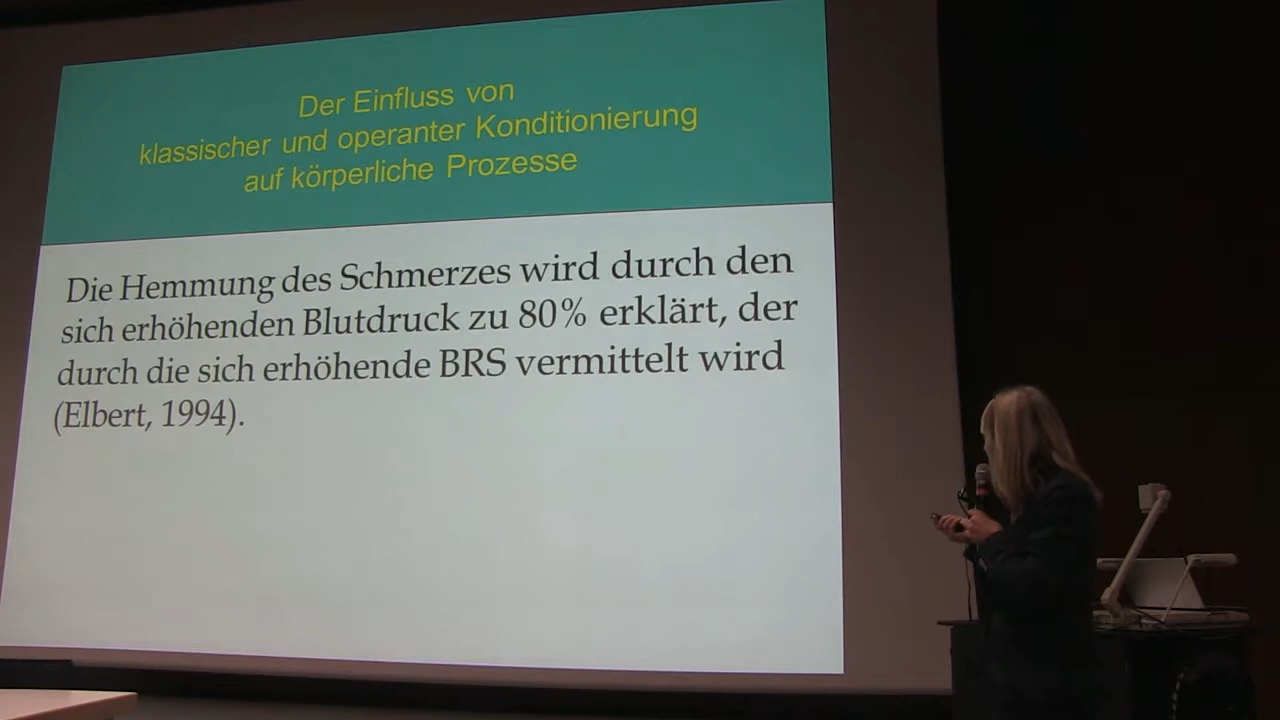 Der Einfluss von
klassischer und operanter Konditionierung
auf körperliche Prozesse
Die Hemmung des Schmerzes wird durch den
sich erhöhenden Blutdruck zu 80% erklärt, der
durch die sich erhöhende BRS vermittelt wird
(Elbert, 1994).